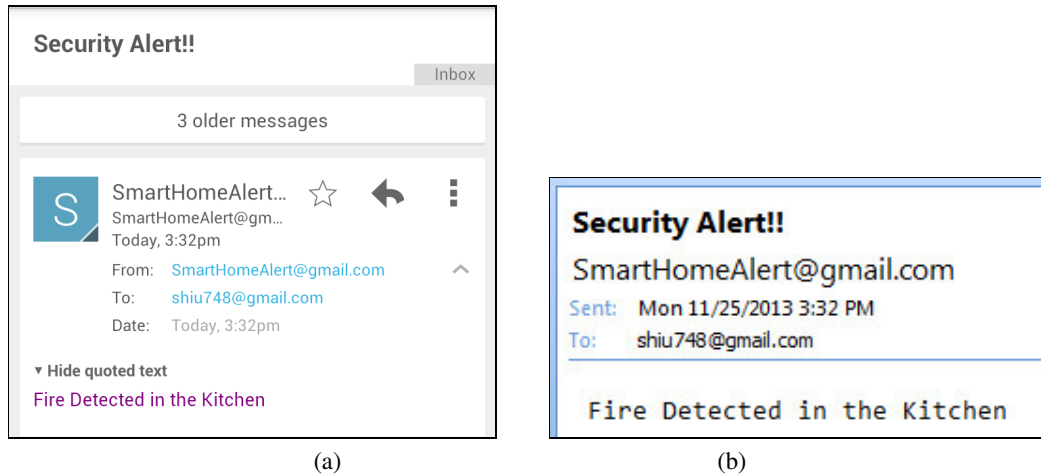 Security Alert!!
Inbox
3 older messages
S
SmartHomeAlert...
SmartHomeAlert@gm...
Today, 3:32pm
From: SmartHomeAlert@gmail.com
To: shiu748@gmail.com
Date: Today, 3:32pm
▾ Hide quoted text
Fire Detected in the Kitchen
(a)
Security Alert!!
SmartHomeAlert@gmail.com
Sent: Mon 11/25/2013 3:32 PM
To: shiu748@gmail.com
Fire Detected in the Kitchen
(b)